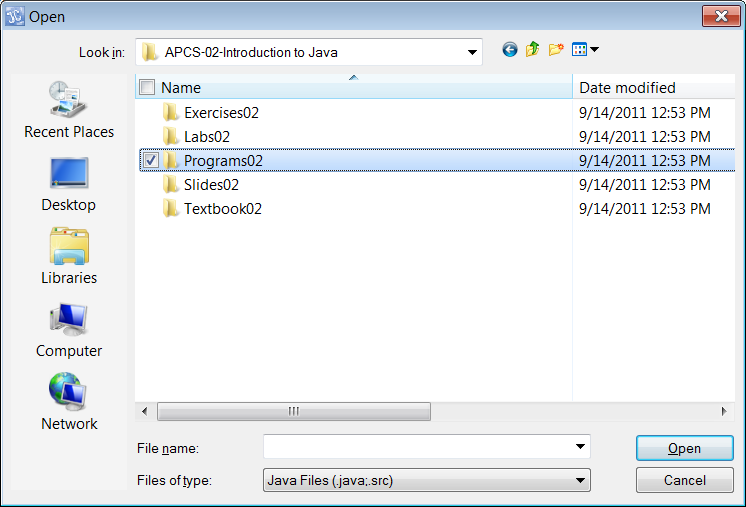 Open
Look in: APCS-02-Introduction to Java
Name Date modified
Exercises02 9/14/2011 12:53 PM
Labs02 9/14/2011 12:53 PM
Programs02 9/14/2011 12:53 PM
Slides02 9/14/2011 12:53 PM
Textbook02 9/14/2011 12:53 PM
Recent Places
Desktop
Libraries
Computer
Network
File name: Open
Files of type: Java Files (.java;.src) Cancel